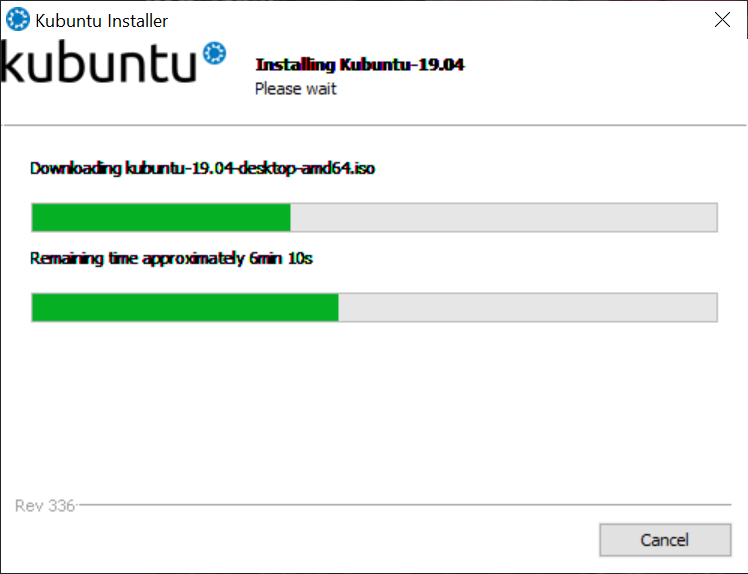 Kubuntu Installer
kubuntu
Installing Kubuntu-19.04
Please wait
Downloading kubuntu-19.04-desktop-amd64.iso
Remaining time approximately 6min 10s
Rev 336
Cancel